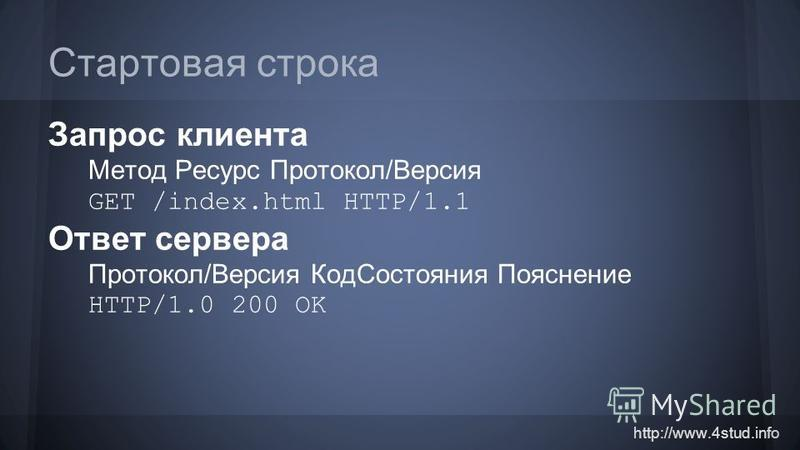 Стартовая строка
Запрос клиента
Метод Ресурс Протокол/Версия
GET /index.html HTTP/1.1
Ответ сервера
Протокол/Версия КодСостояния Пояснение
HTTP/1.0 200 OK
MyShared
http://www.4stud.info